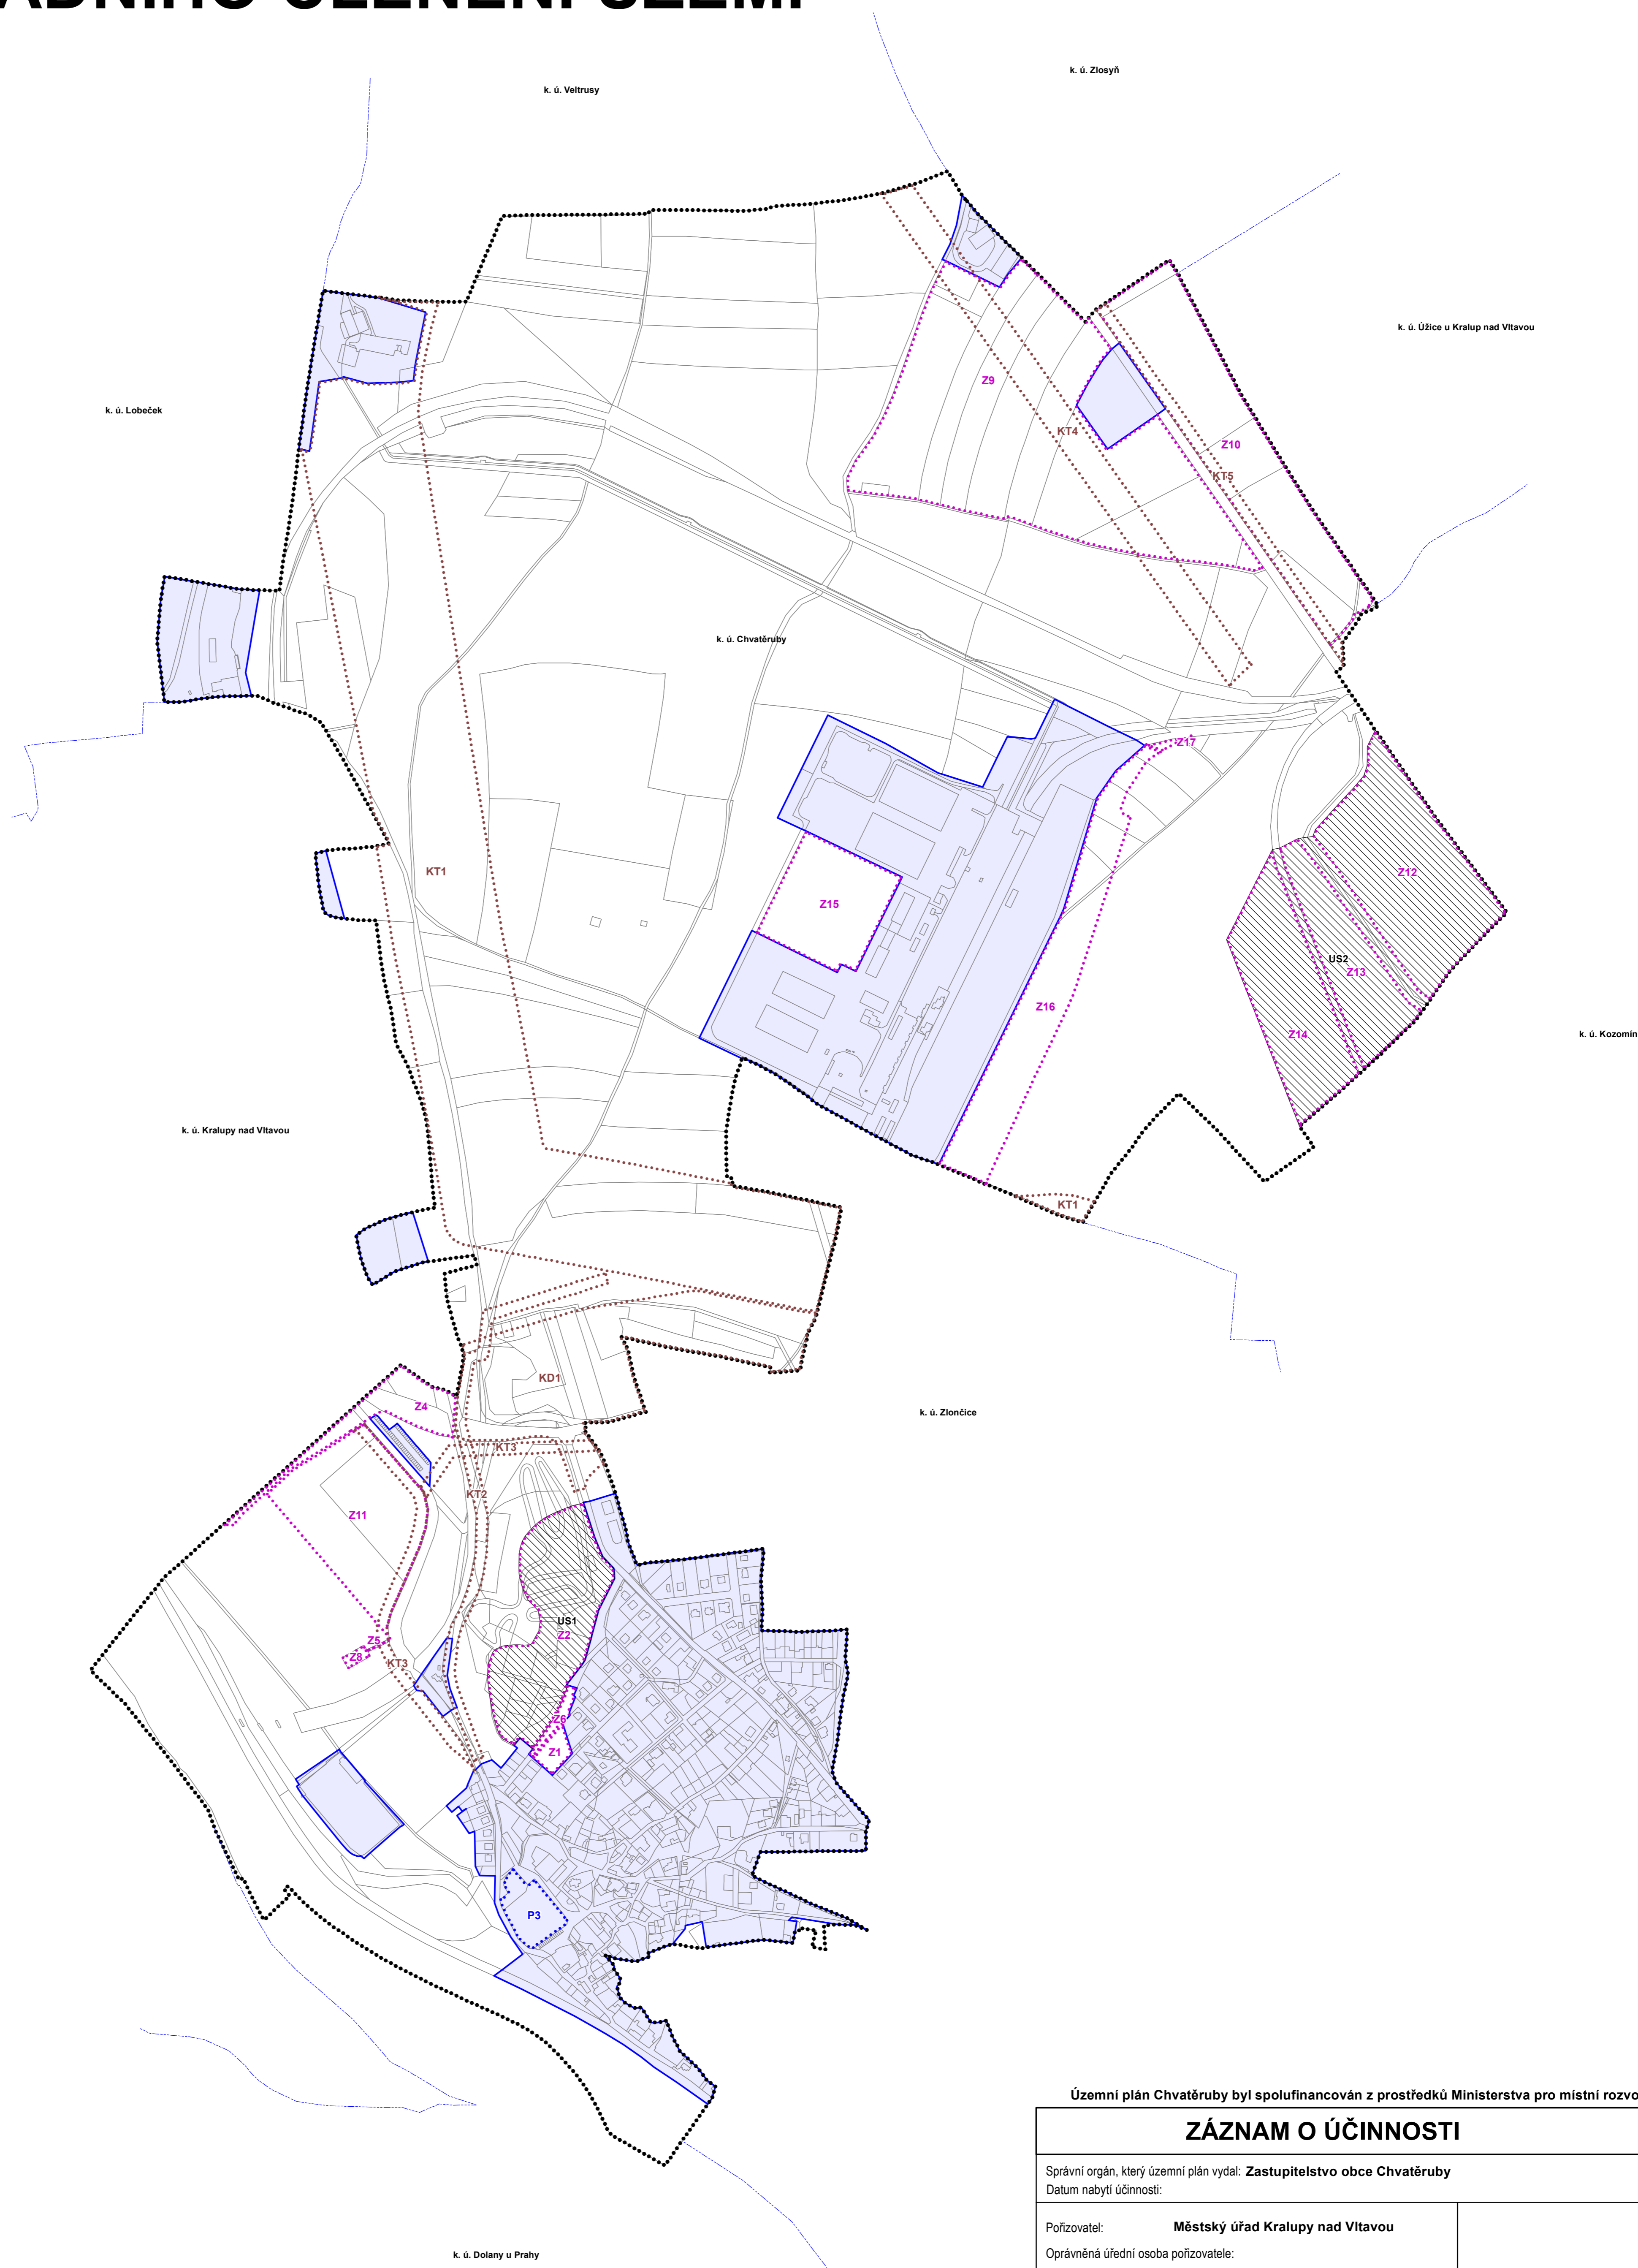 k. ú. Zlosyň
k. ú. Veltrusy
k. ú. Úžice u Kralup nad Vltavou
Z9
k. ú. Lobeček
KT4
Z10
KT5
k. ú. Chvatěruby
Z17
KT1
Z12
Z15
US2
Z13
Z16
Z14
k. ú. Kozomín
k. ú. Kralupy nad Vltavou
KT1
KD1
Z4
k. ú. Zlončice
KT3
KT2
Z11
US1
Z2
Z5
Z8
KT3
Z6
Z1
P3
Územní plán Chvatěruby byl spolufinancován z prostředků Ministerstva pro místní rozvo
ZÁZNAM O ÚČINNOSTI
Správní orgán, který územní plán vydal: Zastupitelstvo obce Chvatěruby
Datum nabytí účinnosti:
Pořizovatel: Městský úřad Kralupy nad Vltavou
Oprávněná úřední osoba pořizovatele:
k. ú. Dolany u Prahy